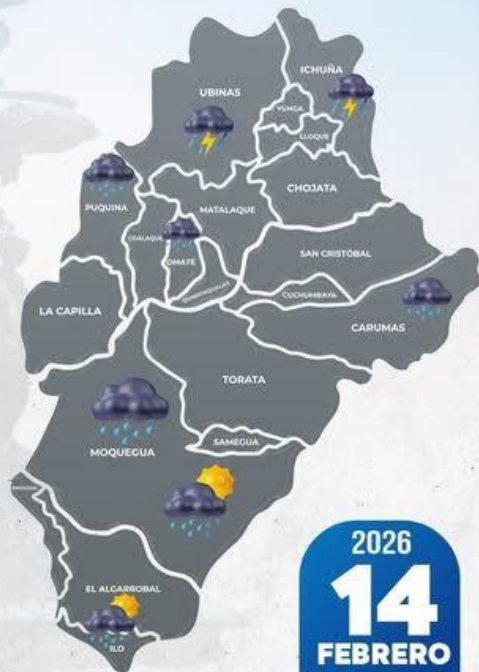 ICHUÑA
UBINAS
YUNGA
LLOQUE
CHOJATA
PUQUINA
MATALAQUE
COALAQUE
OMATE
SAN CRISTÓBAL
QUINISTAQUILLAS
CUCHUMBAYA
LA CAPILLA
CARUMAS
TORATA
SAMEGUA
MOQUEGUA
EL ALGARROBAL
ILO
2026
14
FEBRERO